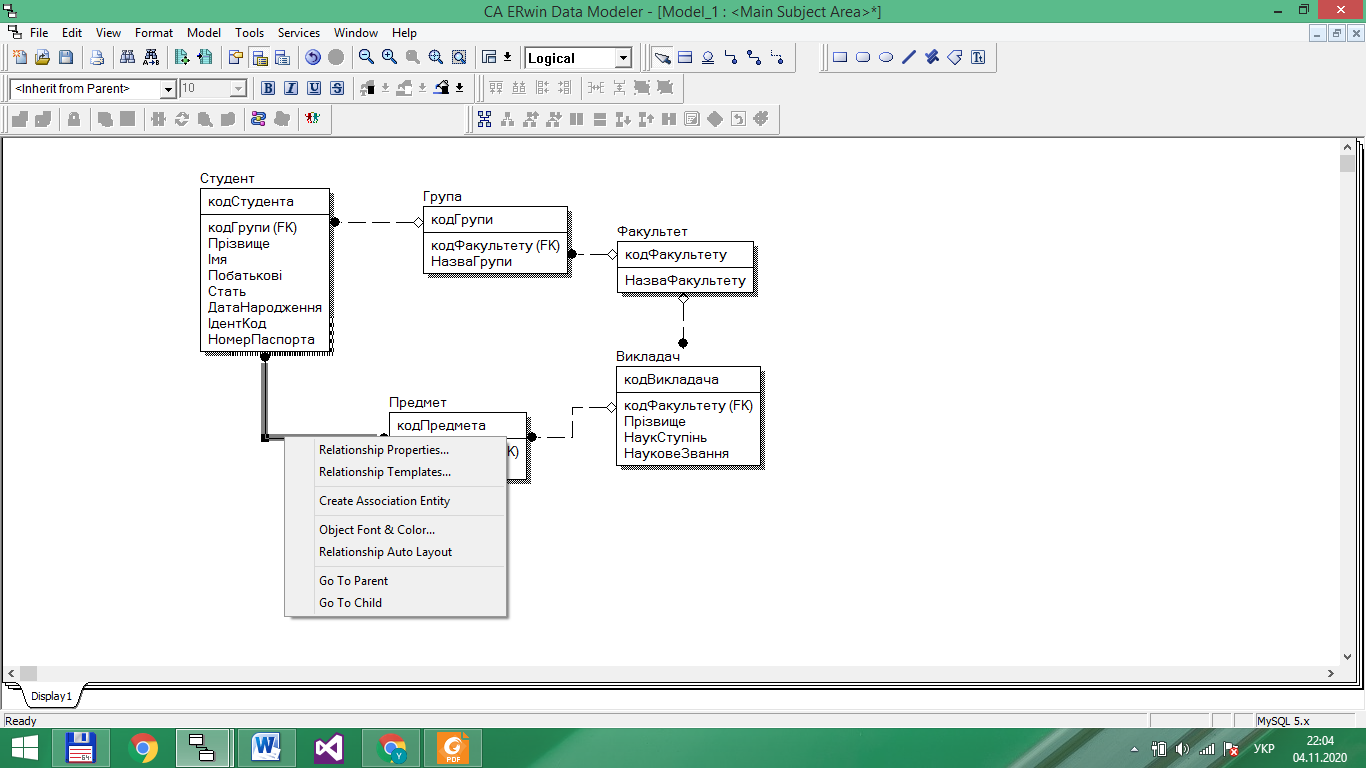 CA ERwin Data Modeler - [Model_1 : <Main Subject Area>*]
File Edit View Format Model Tools Services Window Help
Logical
<Inherit from Parent> 10 B I U S
Студент
кодСтудента
кодГрупи (FK)
Прізвище
Імя
Побатькові
Стать
ДатаНародження
ІдентКод
НомерПаспорта
Група
кодГрупи
кодФакультету (FK)
НазваГрупи
Факультет
кодФакультету
НазваФакультету
Викладач
кодВикладача
кодФакультету (FK)
Прізвище
НаукСтупінь
НауковеЗвання
Предмет
кодПредмета
K)
Relationship Properties...
Relationship Templates...
Create Association Entity
Object Font & Color...
Relationship Auto Layout
Go To Parent
Go To Child
Display1
Ready
MySQL 5.x
64
W
Y
PDF
УКР
22:04
04.11.2020